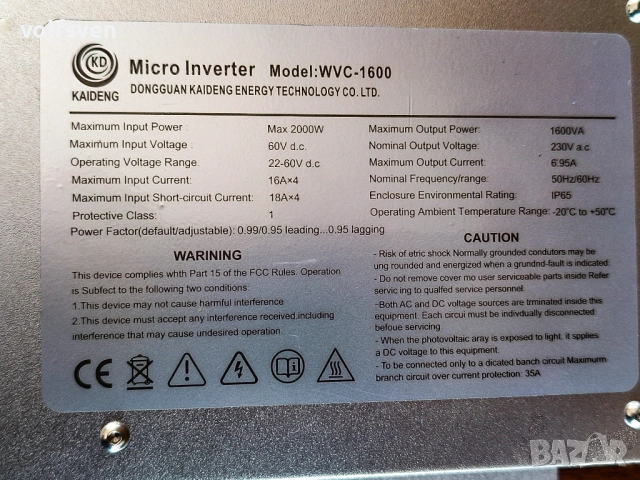 voltsven
KD
KAIDENG
Micro Inverter Model:WVC-1600
DONGGUAN KAIDENG ENERGY TECHNOLOGY CO. LTD.
Maximum Input Power: Max 2000W
Maximum Input Voltage: 60V d.c.
Operating Voltage Range: 22-60V d.c
Maximum Input Current: 16A×4
Maximum Input Short-circuit Current: 18A×4
Protective Class: 1
Power Factor(default/adjustable): 0.99/0.95 leading...0.95 lagging
Maximum Output Power: 1600VA
Nominal Output Voltage: 230V a.c
Maximum Output Current: 6.95A
Nominal Frequency/range: 50Hz/60Hz
Enclosure Environmental Rating: IP65
Operating Ambient Temperature Range: -20°C to +50°C
WARNING
This device complies whth Part 15 of the FCC Rules. Operation
is Subfect to the following two conditions:
1.This device may not cause harmful interference
2.This device must accept any interference received,including
interference that may cause undesired operation.
CAUTION
- Risk of etric shock Normally grounded condutors may be
ung rounded and energized when a grundnd-fault is indicated
- Do not remove cover mo user serviceable parts inside Refer
servic ing to qualfed service personnel.
-Both AC and DC voltage sources are trminated inside this
equipment. Each circui must be indivdually disconnected
befoue servicing.
- When the photovoltaic array is exposed to light, it spplies
a DC voltage to this equipment.
- To be connected only to a dicated banch circuit Maximurm
branch circuit over current protection: 35A
CE
BAZAR